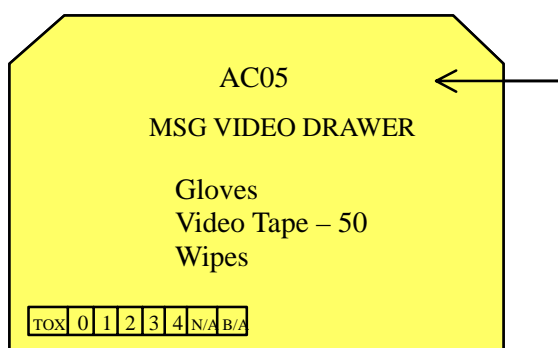 AC05
MSG VIDEO DRAWER
Gloves
Video Tape – 50
Wipes
TOX 0 1 2 3 4 N/A B/A